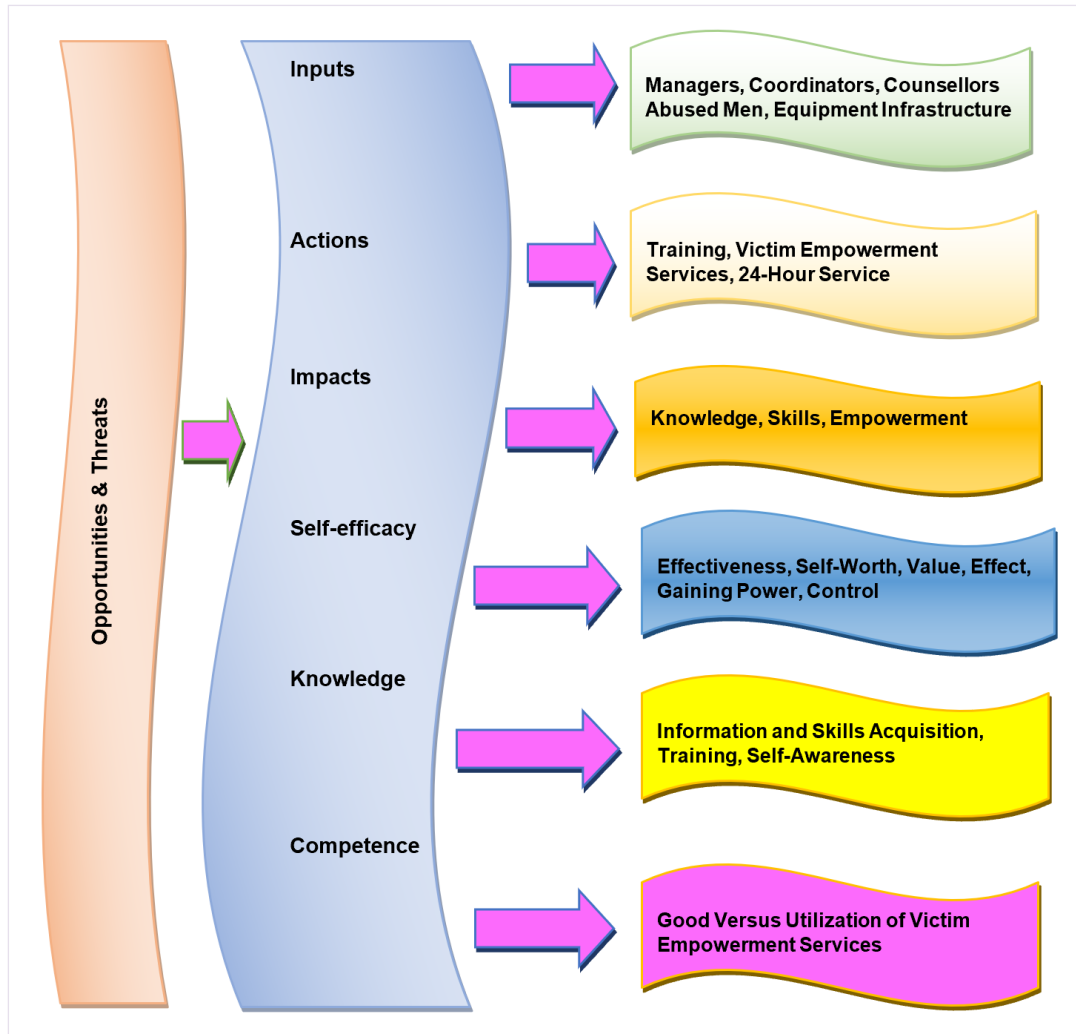 Opportunities & Threats
Inputs
Managers, Coordinators, Counsellors
Abused Men, Equipment Infrastructure
Actions
Training, Victim Empowerment
Services, 24-Hour Service
Impacts
Knowledge, Skills, Empowerment
Self-efficacy
Effectiveness, Self-Worth, Value, Effect,
Gaining Power, Control
Knowledge
Information and Skills Acquisition,
Training, Self-Awareness
Competence
Good Versus Utilization of Victim
Empowerment Services